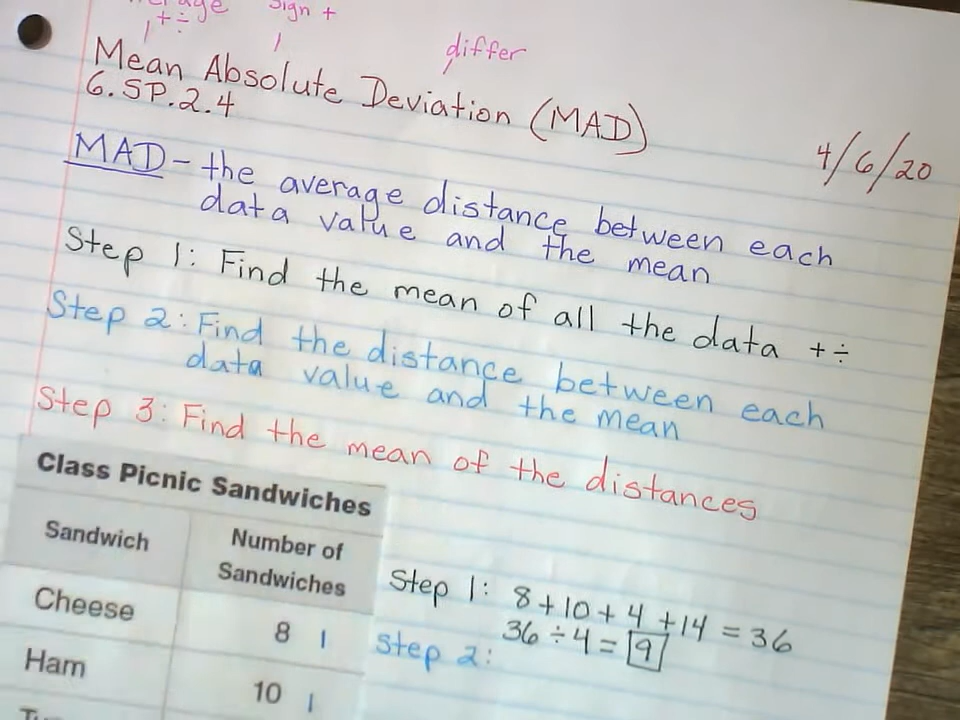 sign +
+ ÷
differ
Mean Absolute Deviation (MAD)
6.SP.2.4
4/6/20
MAD - the average distance between each
data value and the mean
Step 1: Find the mean of all the data + ÷
Step 2: Find the distance between each
data value and the mean
Step 3: Find the mean of the distances
Class Picnic Sandwiches
Sandwich
Number of
Sandwiches
Cheese
8 1
Ham
10 1
Step 1: 8 + 10 + 4 + 14 = 36
36 ÷ 4 = 9
Step 2: